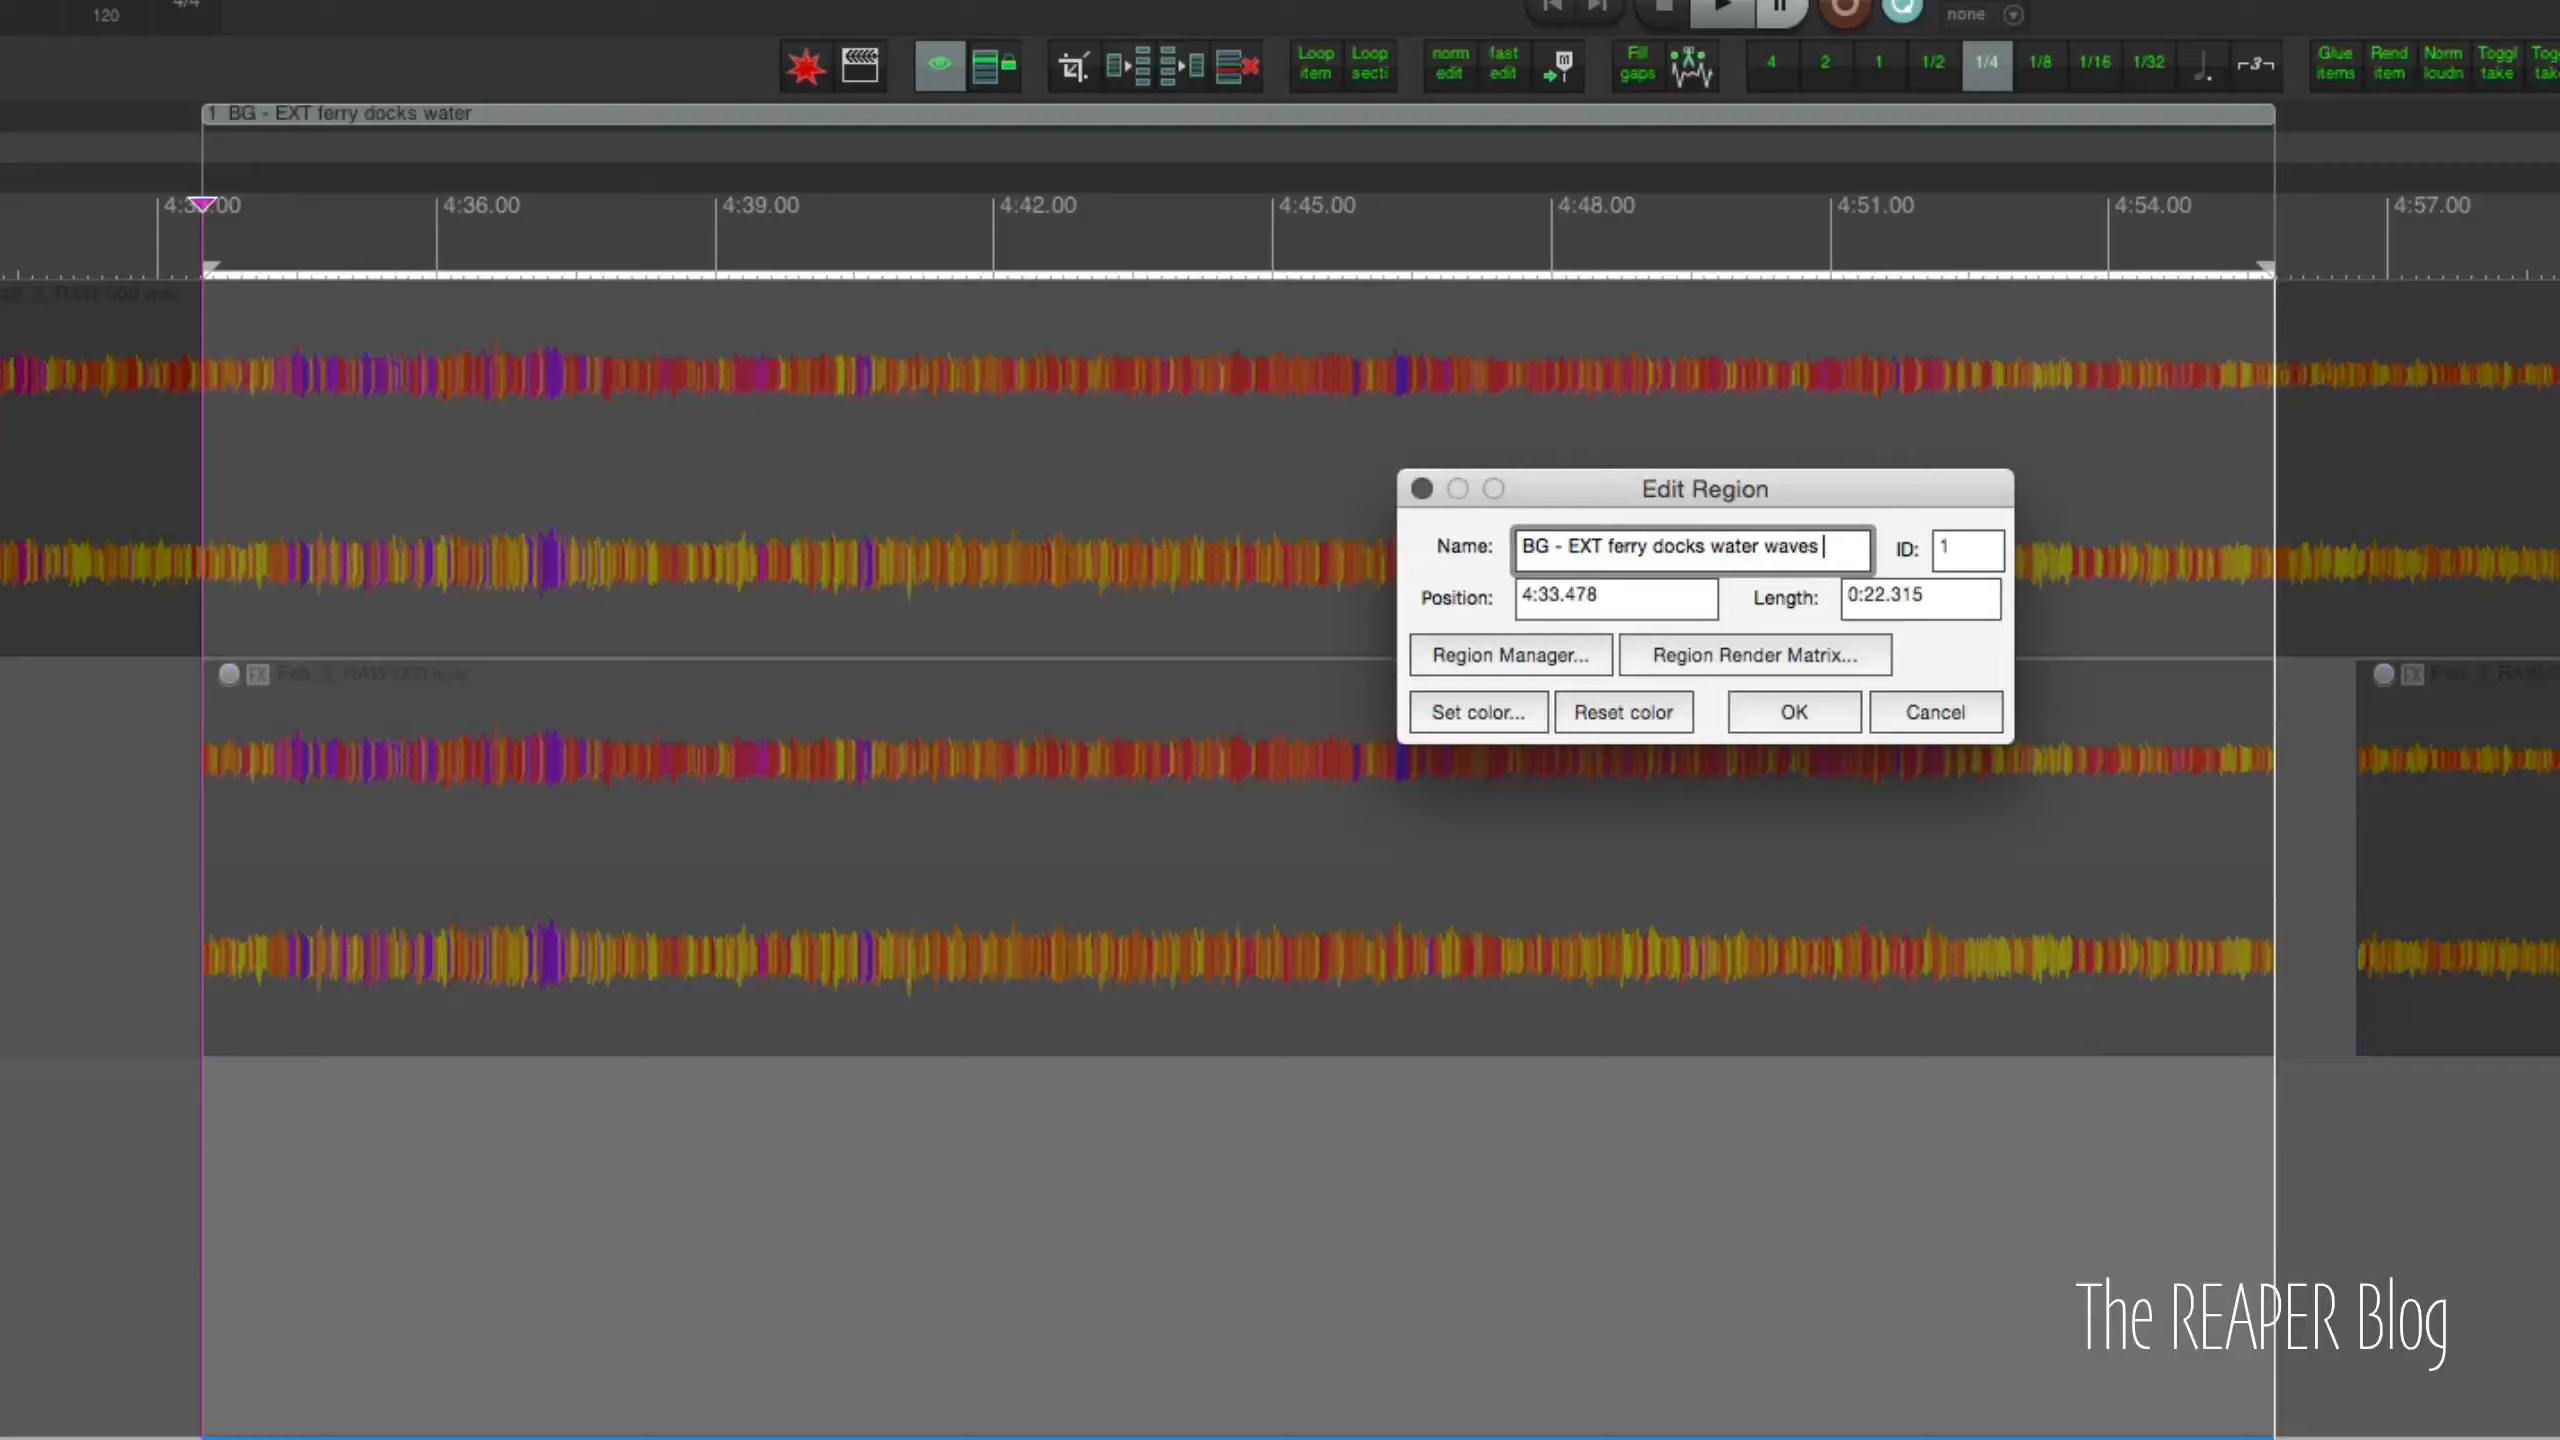 120
none
Loop item
Loop secti
norm edit
fast edit
Fill gaps
4
2
1
1/2
1/4
1/8
1/16
1/32
3
Glue items
Rend item
Norm loudn
Toggl take
1 BG - EXT ferry docks water
4:36.00
4:39.00
4:42.00
4:45.00
4:48.00
4:51.00
4:54.00
4:57.00
Edit Region
Name: BG - EXT ferry docks water waves ID: 1
Position: 4:33.478 Length: 0:22.315
Region Manager... Region Render Matrix...
Set color... Reset color OK Cancel
FX
FX
The REAPER Blog